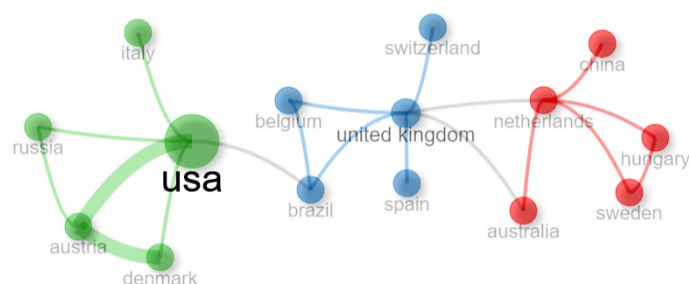 italy
switzerland
china
belgium
netherlands
united kingdom
russia
hungary
usa
brazil
spain
sweden
australia
austria
denmark